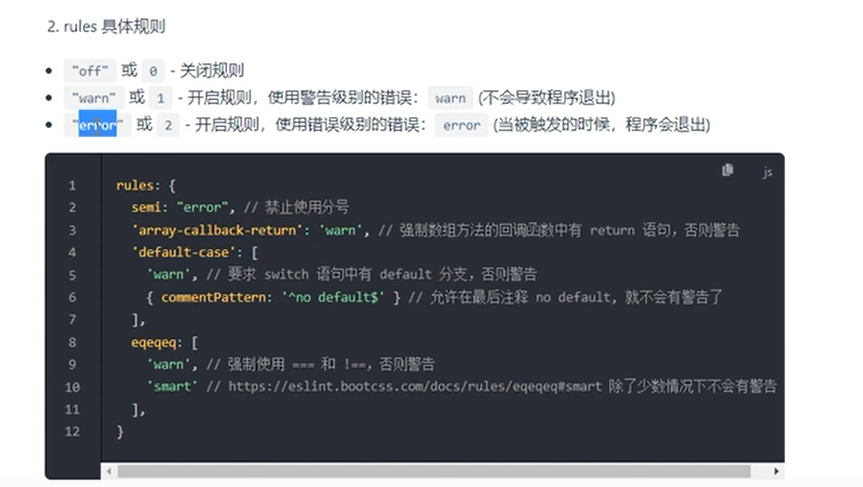 2. rules 具体规则
"off" 或 0 - 关闭规则
"warn" 或 1 - 开启规则，使用警告级别的错误：warn (不会导致程序退出)
"error" 或 2 - 开启规则，使用错误级别的错误：error (当被触发的时候，程序会退出)
js
1 rules: {
2 semi: "error", // 禁止使用分号
3 'array-callback-return': 'warn', // 强制数组方法的回调函数中有 return 语句，否则警告
4 'default-case': [
5 'warn', // 要求 switch 语句中有 default 分支，否则警告
6 { commentPattern: '^no default$' } // 允许在最后注释 no default, 就不会有警告了
7 ],
8 eqeqeq: [
9 'warn', // 强制使用 === 和 !==，否则警告
10 'smart' // https://eslint.bootcss.com/docs/rules/eqeqeq#smart 除了少数情况下不会有警告
11 ],
12 }